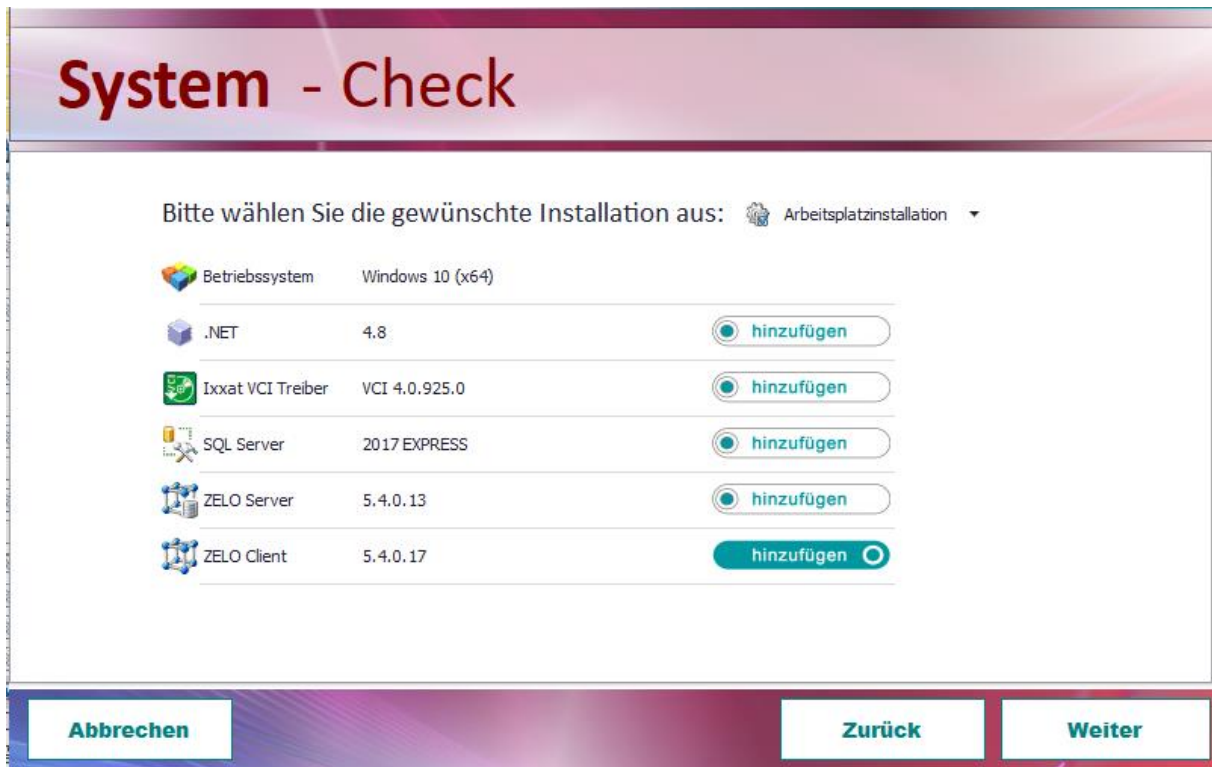 System - Check
Bitte wählen Sie die gewünschte Installation aus: Arbeitsplatzinstallation
Betriebssystem Windows 10 (x64)
.NET 4.8 hinzufügen
Ixxat VCI Treiber VCI 4.0.925.0 hinzufügen
SQL Server 2017 EXPRESS hinzufügen
ZELO Server 5.4.0.13 hinzufügen
ZELO Client 5.4.0.17 hinzufügen
Abbrechen Zurück Weiter